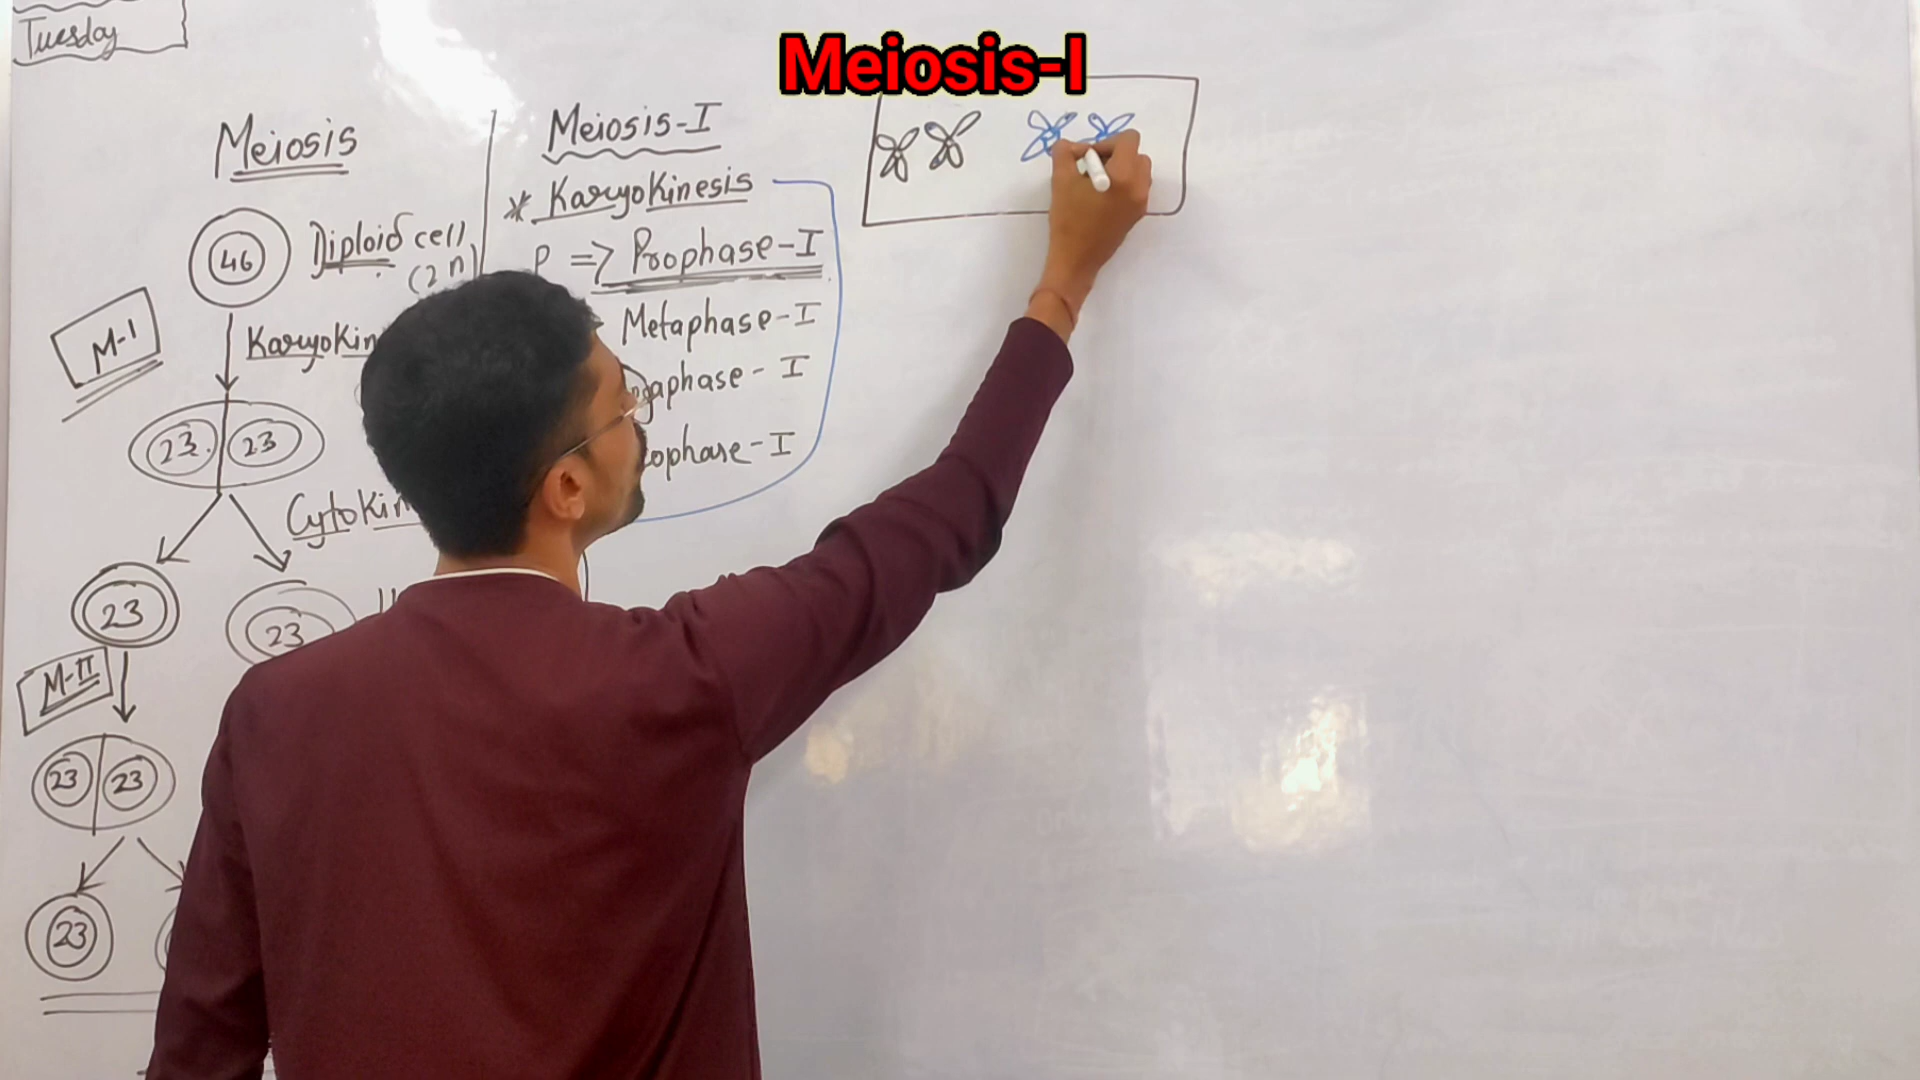 Tuesday
Meiosis-I
Meiosis
46
Diploid cell
(2n)
M-I
23 23
23
23
M-II
23 23
23
Meiosis-I
* Karyokinesis
P => Prophase-I
Metaphase-I